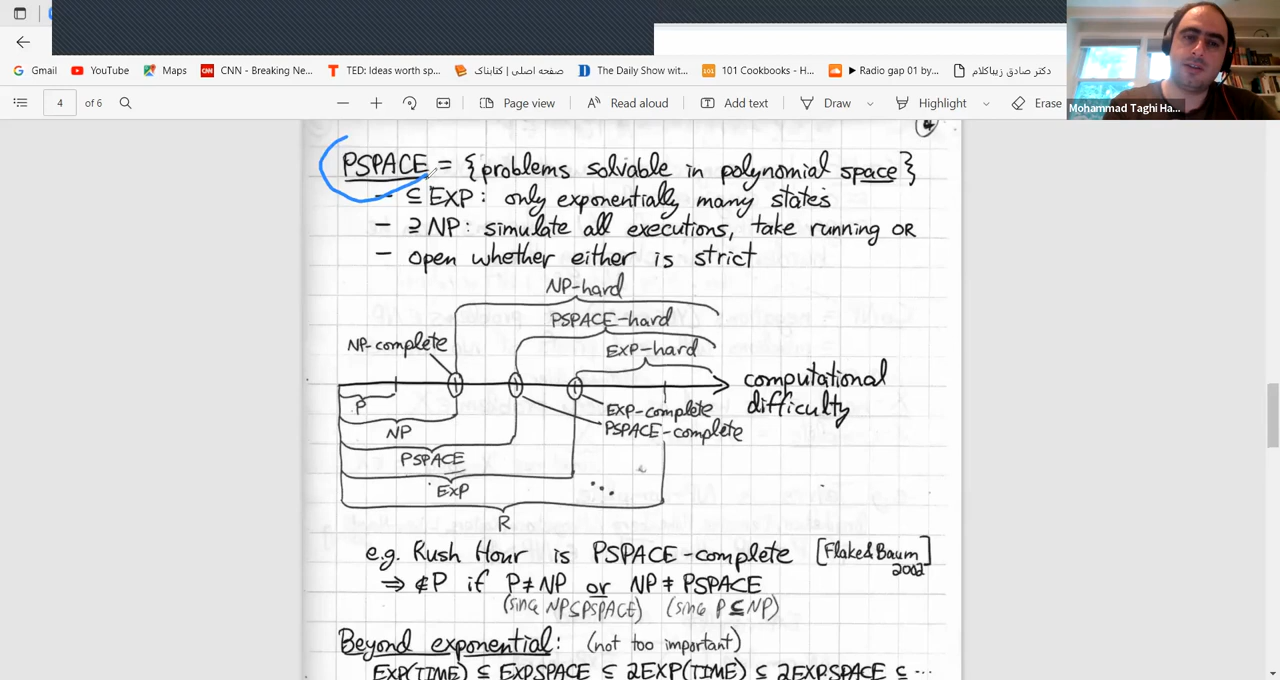 Gmail YouTube Maps CNN - Breaking Ne... TED: Ideas worth sp... صفحه اصلی | کتابناک The Daily Show wit... 101 Cookbooks - H... Radio gap 01 by... دکتر صادق زیباکلام
4 of 6 Page view Read aloud Add text Draw Highlight Erase
Mohammad Taghi Ha...
4
PSPACE = {problems solvable in polynomial space}
- ⊆ EXP: only exponentially many states
- ⊇ NP: simulate all executions, take running OR
- open whether either is strict
NP-hard
PSPACE-hard
NP-complete
EXP-hard
computational
difficulty
P
EXP-complete
NP
PSPACE-complete
PSPACE
EXP
R
e.g. Rush Hour is PSPACE-complete [Flake & Baum 2002]
⇒ ∉ P if P ≠ NP or NP ≠ PSPACE
(since NP ⊆ PSPACE) (since P ⊆ NP)
Beyond exponential: (not too important)
EXP(TIME) ⊆ EXPSPACE ⊆ 2EXP(TIME) ⊆ 2EXPSPACE ⊆ ...